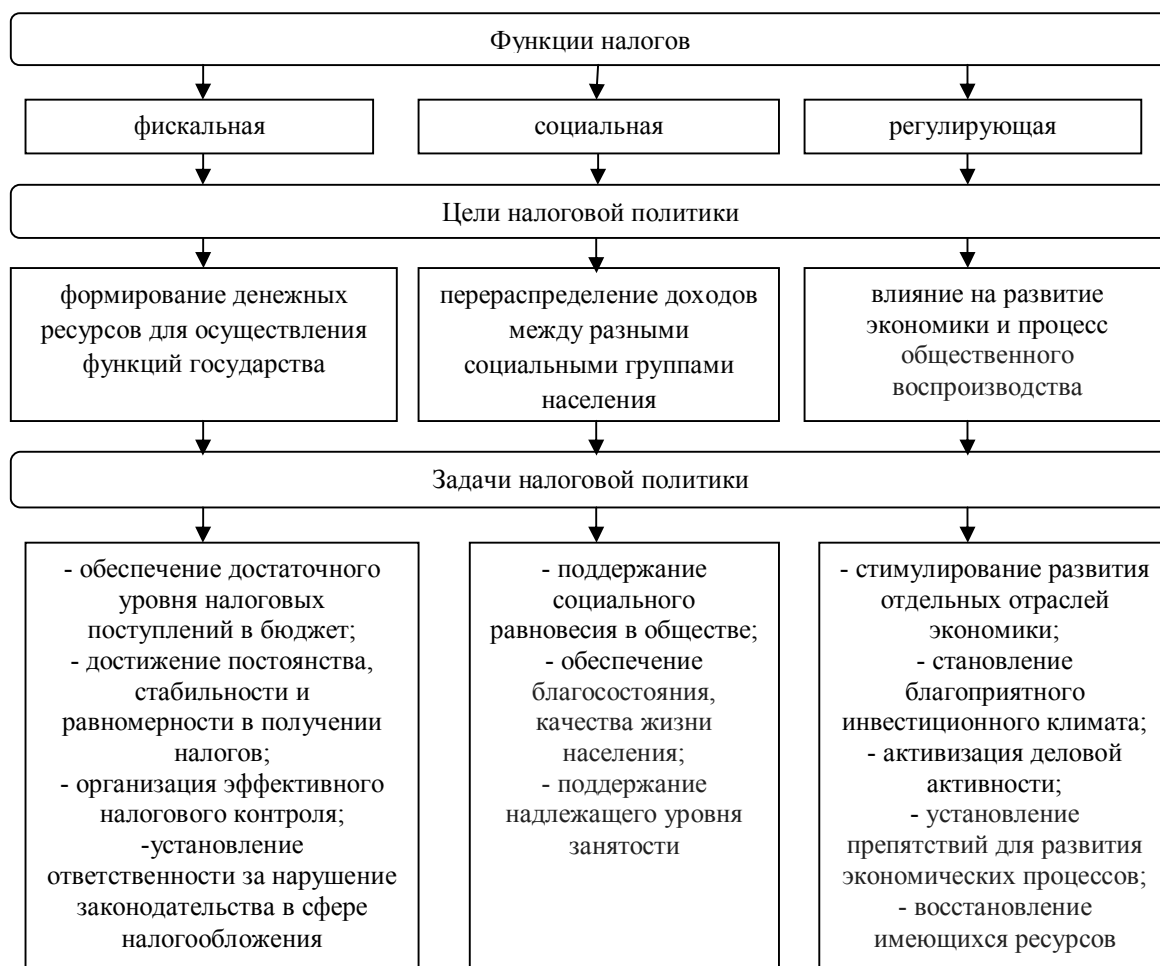 Функции налогов
фискальная
социальная
регулирующая
Цели налоговой политики
формирование денежных
ресурсов для осуществления
функций государства
перераспределение доходов
между разными
социальными группами
населения
влияние на развитие
экономики и процесс
общественного
воспроизводства
Задачи налоговой политики
- обеспечение достаточного
уровня налоговых
поступлений в бюджет;
- достижение постоянства,
стабильности и
равномерности в получении
налогов;
- организация эффективного
налогового контроля;
-установление
ответственности за нарушение
законодательства в сфере
налогообложения
- поддержание
социального
равновесия в обществе;
- обеспечение
благосостояния,
качества жизни
населения;
- поддержание
надлежащего уровня
занятости
- стимулирование развития
отдельных отраслей
экономики;
- становление
благоприятного
инвестиционного климата;
- активизация деловой
активности;
- установление
препятствий для развития
экономических процессов;
- восстановление
имеющихся ресурсов